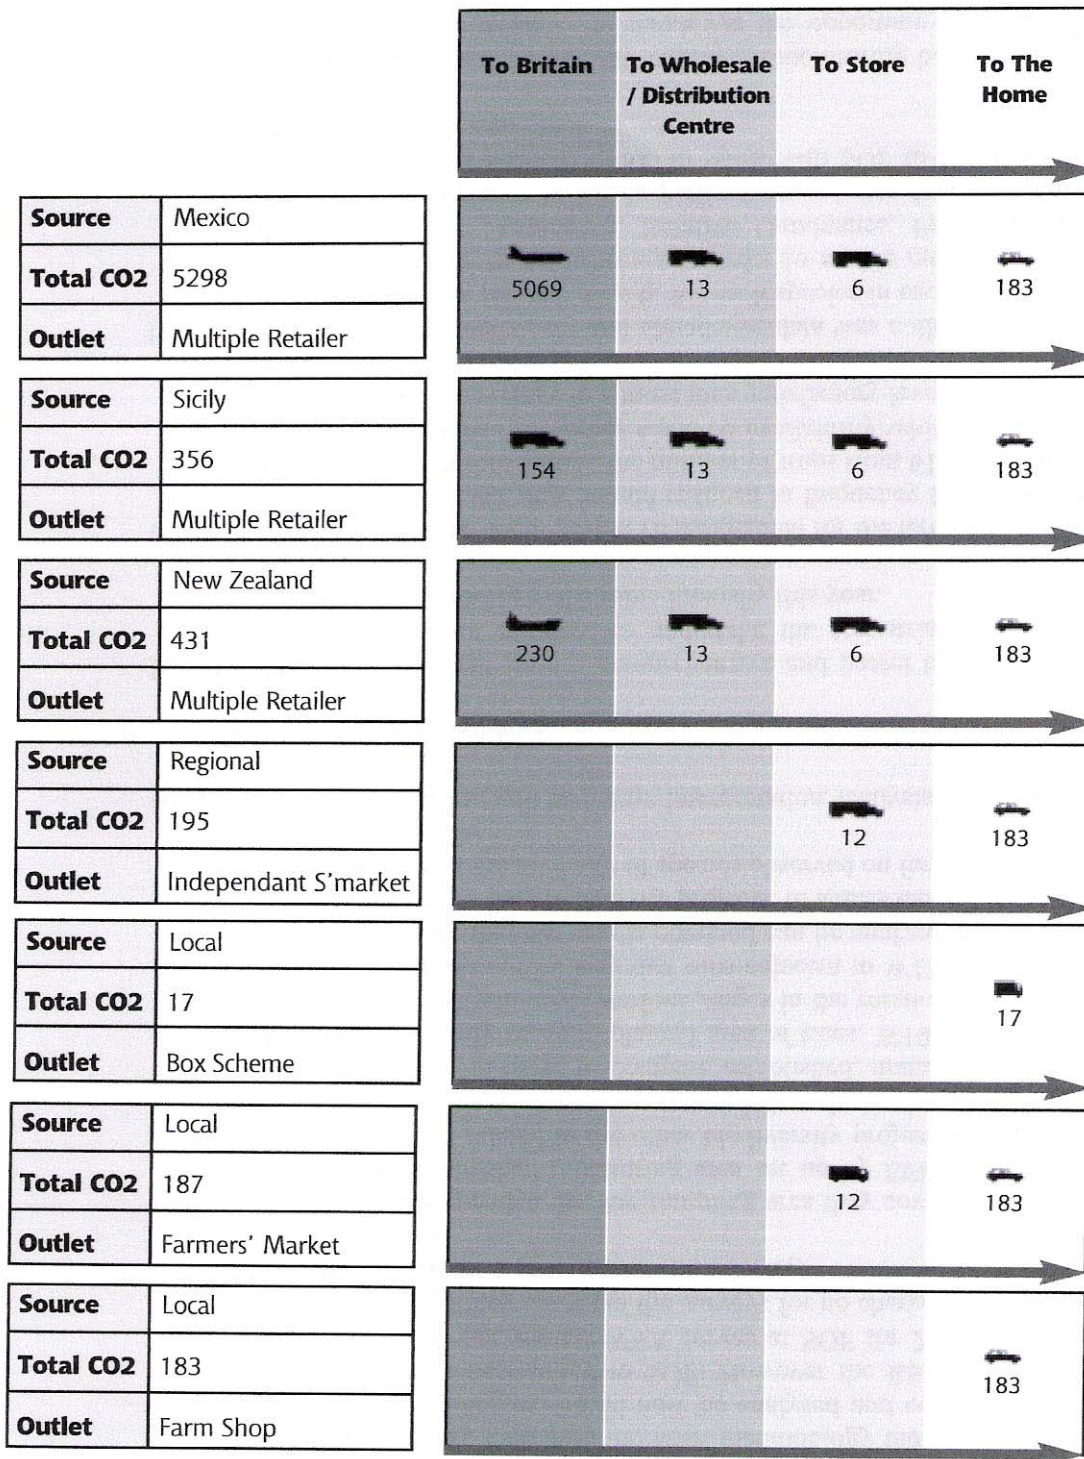 To Britain To Wholesale To Store To The
/ Distribution Home
Centre
Source Mexico
Total CO2 5298 5069 13 6 183
Outlet Multiple Retailer
Source Sicily
Total CO2 356 154 13 6 183
Outlet Multiple Retailer
Source New Zealand
Total CO2 431 230 13 6 183
Outlet Multiple Retailer
Source Regional
Total CO2 195 12 183
Outlet Independant S'market
Source Local
Total CO2 17 17
Outlet Box Scheme
Source Local
Total CO2 187 12 183
Outlet Farmers' Market
Source Local
Total CO2 183 183
Outlet Farm Shop